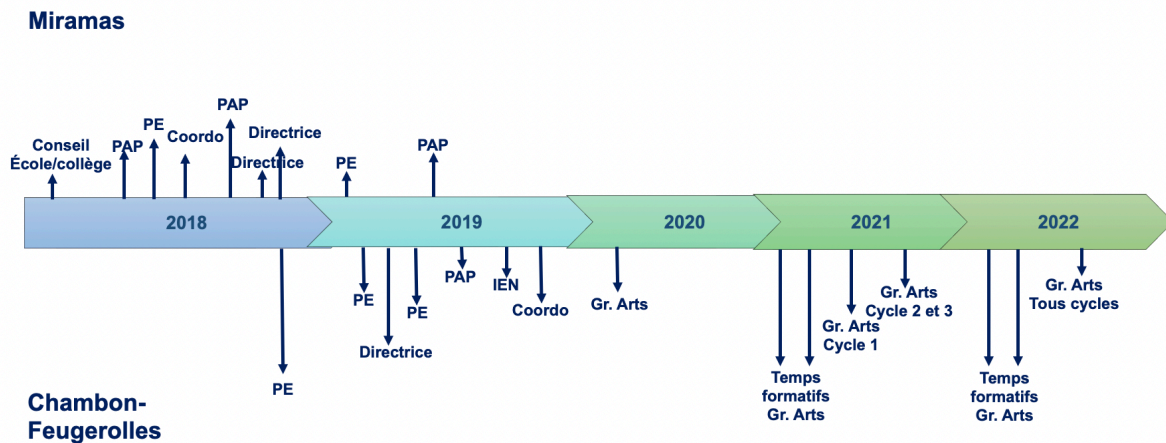 Miramas
PAP
PE
Coordo
Directrice
Conseil
École/collège
PAP
Directrice
PE
PAP
2018
2019
2020
2021
2022
PE
Directrice
PE
PAP
IEN
Coordo
Gr. Arts
Gr. Arts
Cycle 2 et 3
Gr. Arts
Cycle 1
Gr. Arts
Tous cycles
PE
Temps
formatifs
Gr. Arts
Temps
formatifs
Gr. Arts
Chambon-
Feugerolles